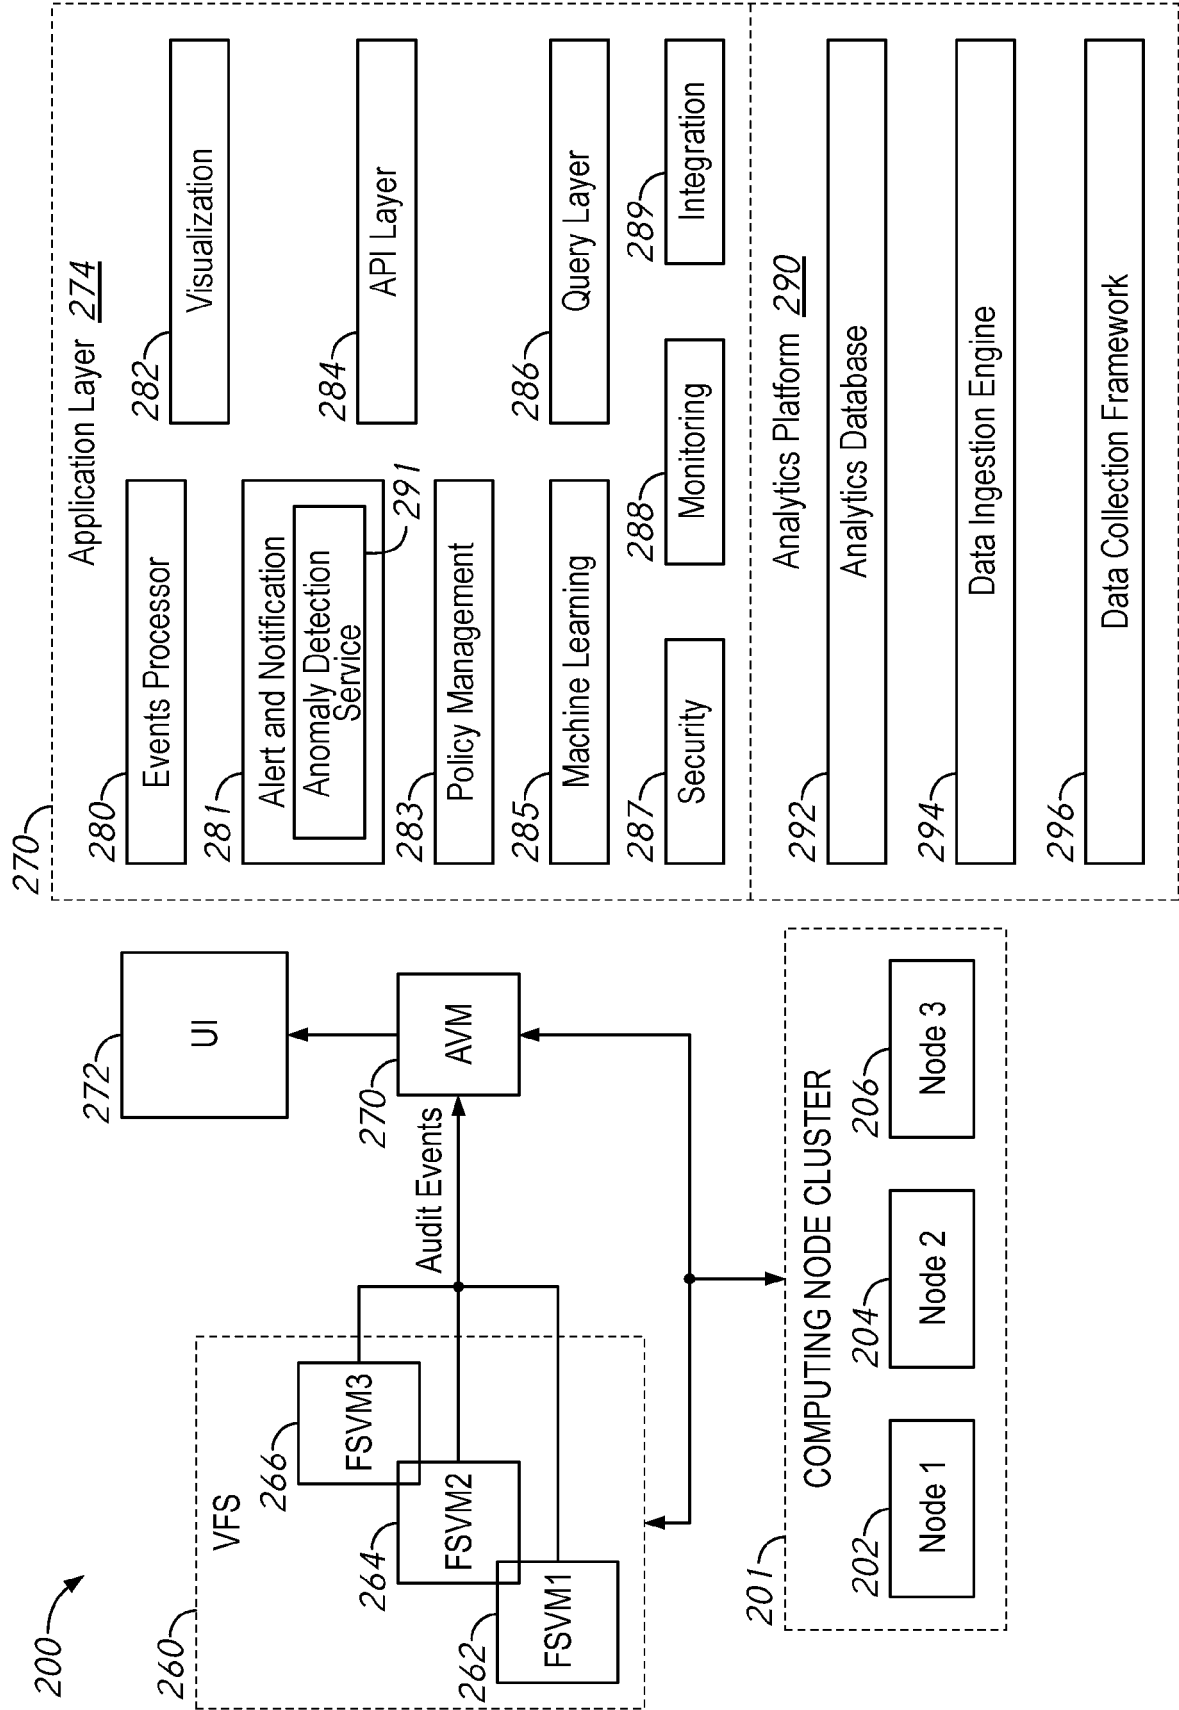 200
260
VFS
266
FSVM3
264
FSVM2
262
FSVM1
Audit Events
272
UI
270
AVM
201
COMPUTING NODE CLUSTER
202
Node 1
204
Node 2
206
Node 3
270
Application Layer 274
280
Events Processor
282
Visualization
281
Alert and Notification
Anomaly Detection
Service
291
284
API Layer
283
Policy Management
285
Machine Learning
286
Query Layer
287
Security
288
Monitoring
289
Integration
Analytics Platform 290
292
Analytics Database
294
Data Ingestion Engine
296
Data Collection Framework